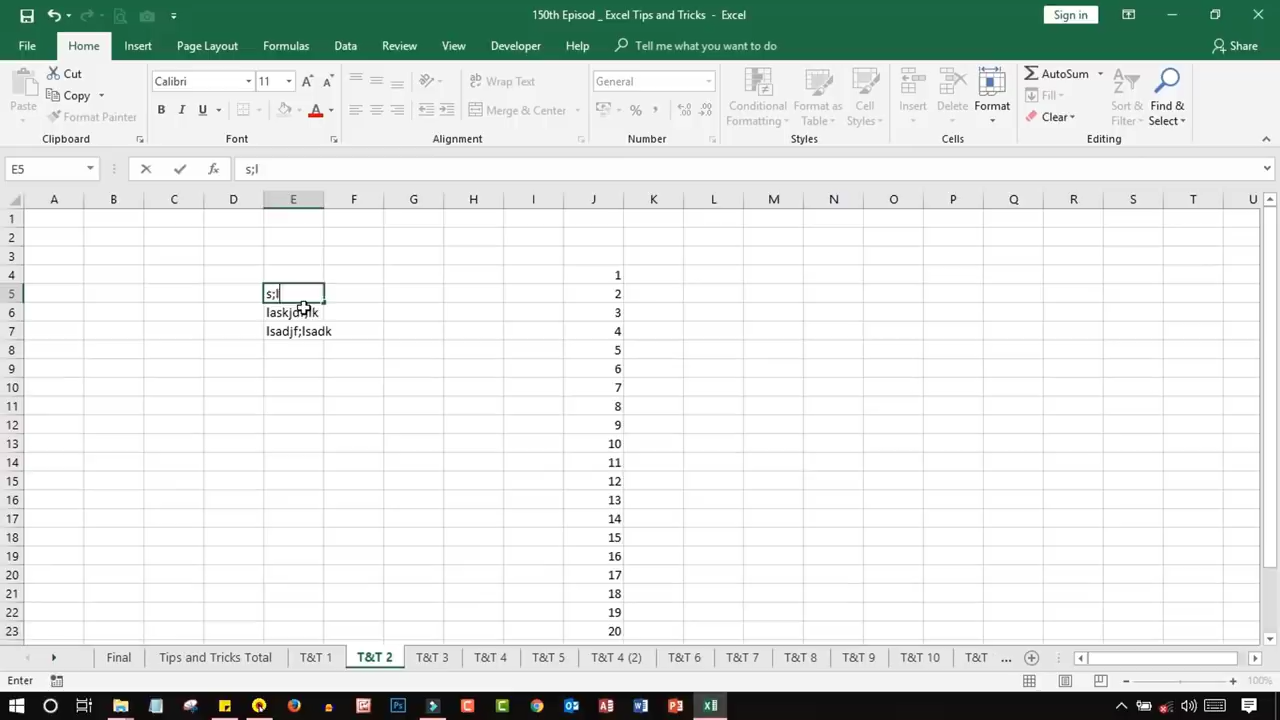 150th Episod _ Excel Tips and Tricks - Excel
Sign in
File Home Insert Page Layout Formulas Data Review View Developer Help Tell me what you want to do Share
Paste
Cut
Copy
Format Painter
Clipboard
Calibri 11
B I U
Font
Wrap Text
Merge & Center
Alignment
General
% ,
Number
Conditional Formatting
Format as Table
Cell Styles
Styles
Insert Delete Format
Cells
AutoSum
Fill
Clear
Sort & Filter
Find & Select
Editing
E5 fx s;l
A B C D E F G H I J K L M N O P Q R S T U
1
2
3
4 1
5 s;l 2
6 3
7 lsadjf;lsadk 4
8 5
9 6
10 7
11 8
12 9
13 10
14 11
15 12
16 13
17 14
18 15
19 16
20 17
21 18
22 19
23 20
Final Tips and Tricks Total T&T 1 T&T 2 T&T 3 T&T 4 T&T 5 T&T 4 (2) T&T 6 T&T 7 T&T 8 T&T 9 T&T 10 T&T ...
Enter 100%